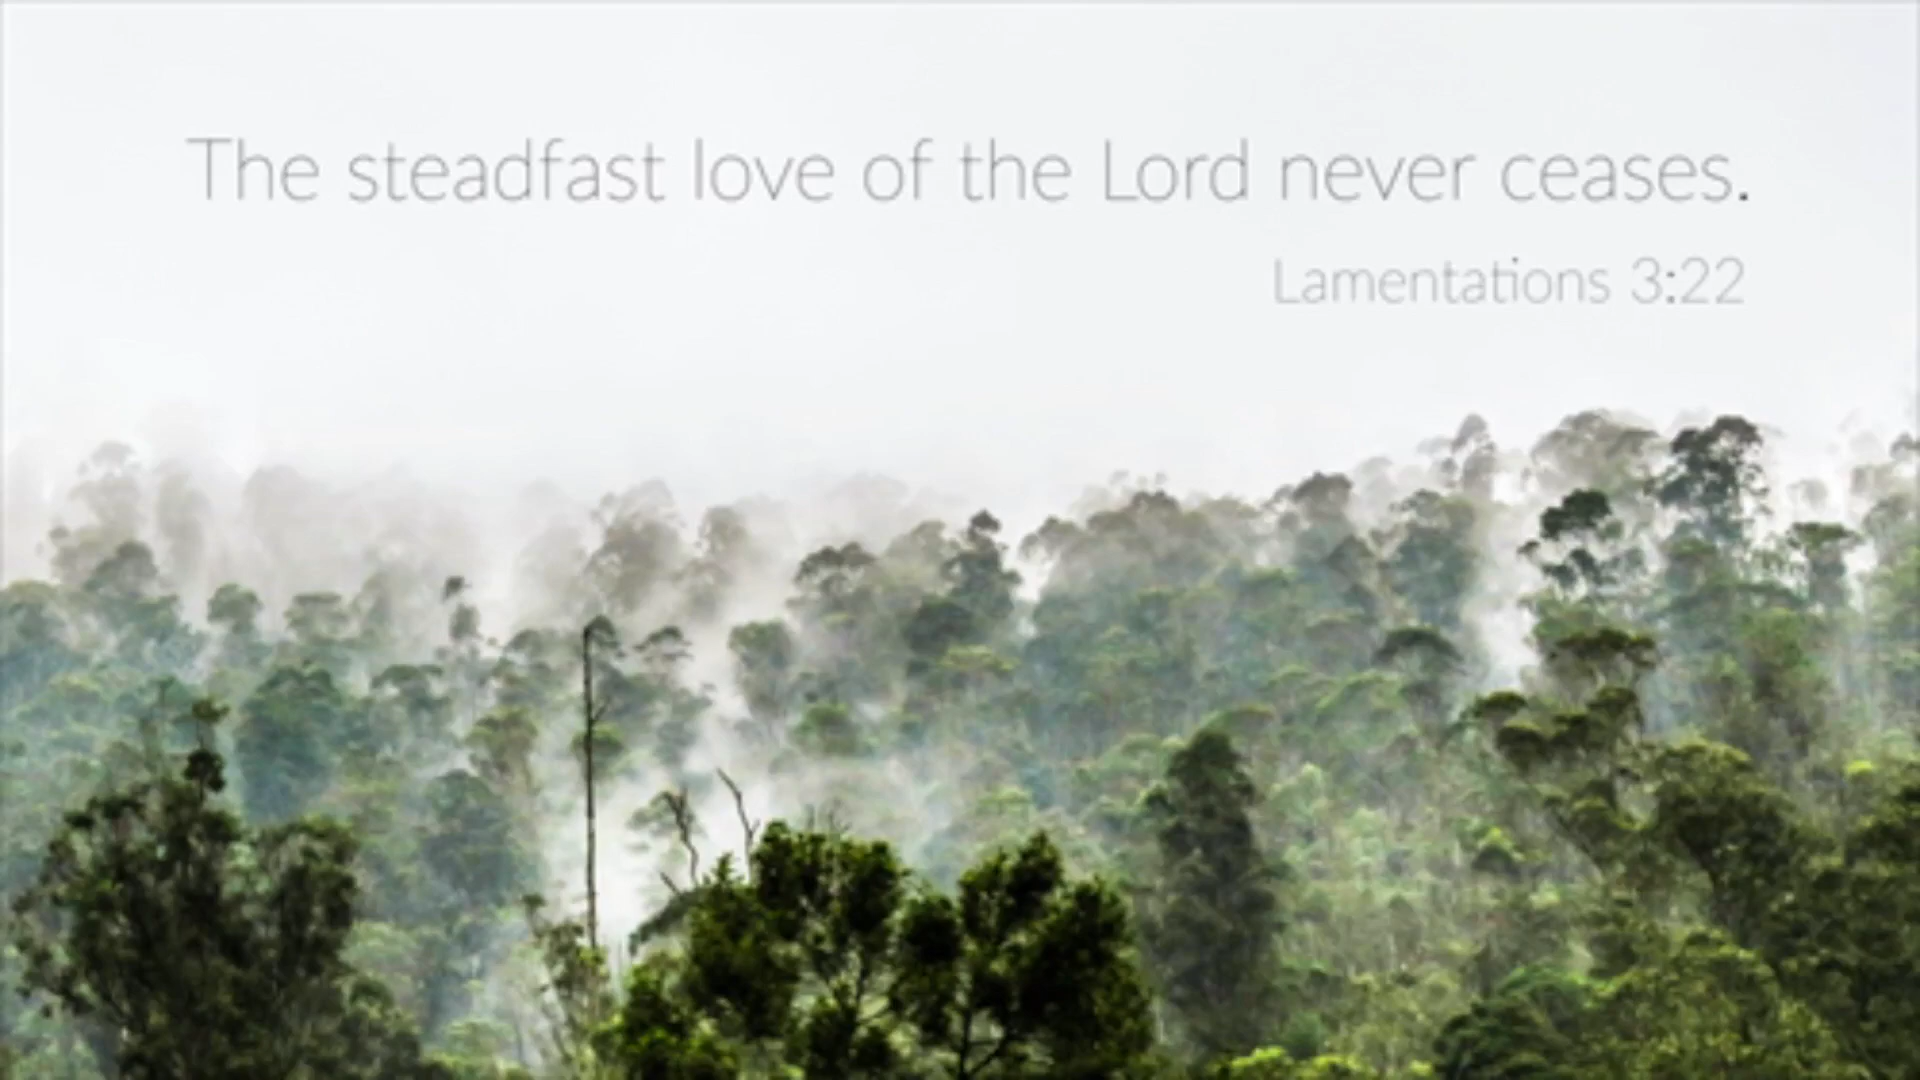 The steadfast love of the Lord never ceases.
Lamentations 3:22